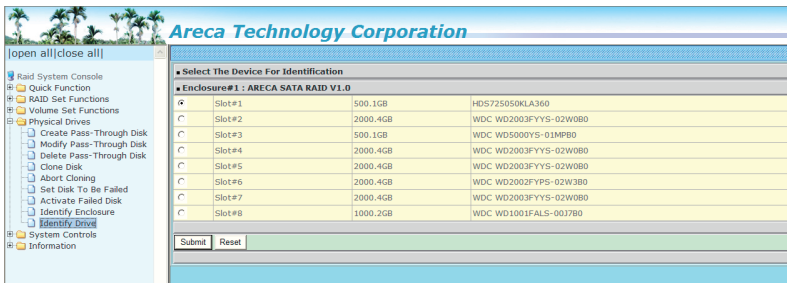 Areca Technology Corporation
|open all|close all|
Raid System Console
Quick Function
RAID Set Functions
Volume Set Functions
Physical Drives
Create Pass-Through Disk
Modify Pass-Through Disk
Delete Pass-Through Disk
Clone Disk
Abort Cloning
Set Disk To Be Failed
Activate Failed Disk
Identify Enclosure
Identify Drive
System Controls
Information
Select The Device For Identification
Enclosure#1 : ARECA SATA RAID V1.0
Slot#1 500.1GB HDS725050KLA360
Slot#2 2000.4GB WDC WD2003FYYS-02W0B0
Slot#3 500.1GB WDC WD5000YS-01MPB0
Slot#4 2000.4GB WDC WD2003FYYS-02W0B0
Slot#5 2000.4GB WDC WD2003FYYS-02W0B0
Slot#6 2000.4GB WDC WD2002FYPS-02W3B0
Slot#7 2000.4GB WDC WD2003FYYS-02W0B0
Slot#8 1000.2GB WDC WD1001FALS-00J7B0
Submit Reset